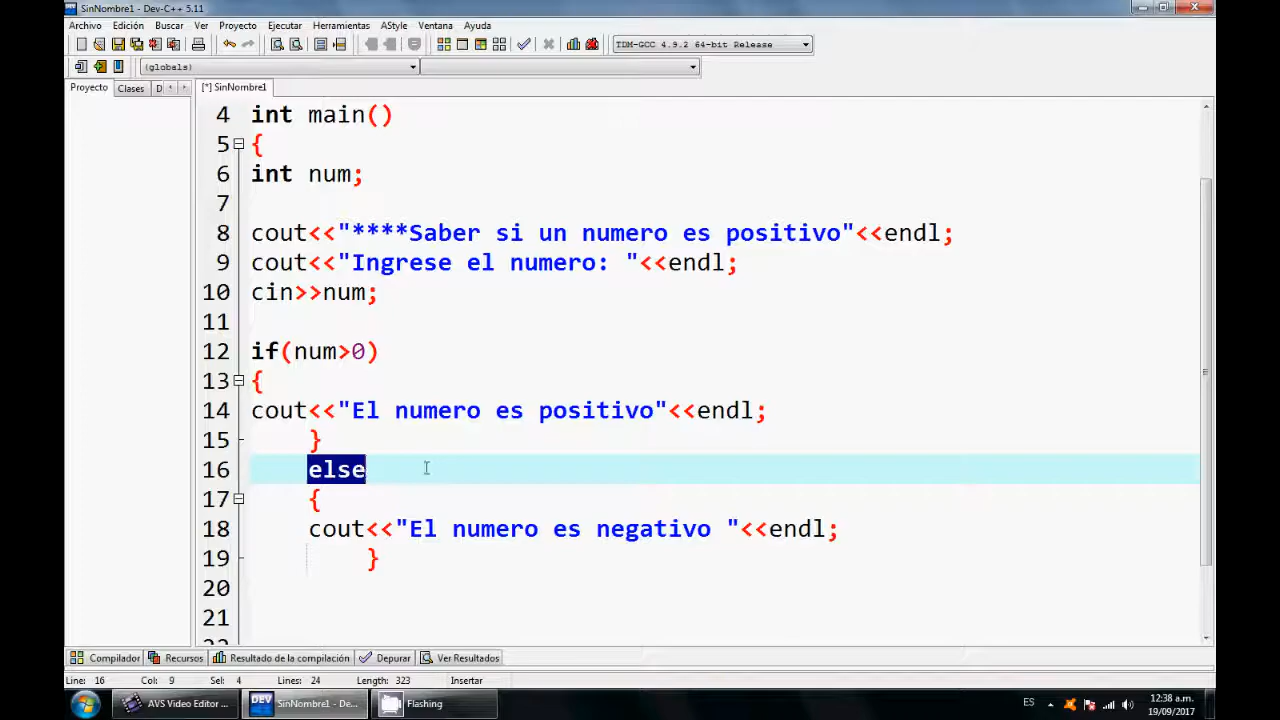 SinNombre1 - Dev-C++ 5.11
Archivo Edición Buscar Ver Proyecto Ejecutar Herramientas AStyle Ventana Ayuda
TDM-GCC 4.9.2 64-bit Release
(globals)
Proyecto Clases D
[*] SinNombre1
4 int main()
5 {
6 int num;
7
8 cout<<"****Saber si un numero es positivo"<<endl;
9 cout<<"Ingrese el numero: "<<endl;
10 cin>>num;
11
12 if(num>0)
13 {
14 cout<<"El numero es positivo"<<endl;
15 }
16 else
17 {
18 cout<<"El numero es negativo "<<endl;
19 }
20
21
Compilador Recursos Resultado de la compilación Depurar Ver Resultados
Line: 16 Col: 9 Sel: 4 Lines: 24 Length: 323 Insertar
AVS Video Editor ... DEV SinNombre1 - De... Flashing ES 12:38 a.m.
19/09/2017